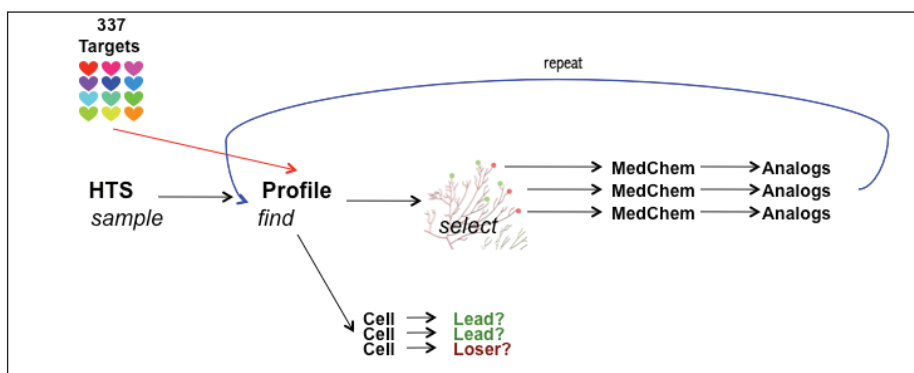 337
Targets
repeat
HTS
sample
Profile
find
select
MedChem
Analogs
MedChem
Analogs
MedChem
Analogs
Cell
Lead?
Cell
Lead?
Cell
Loser?